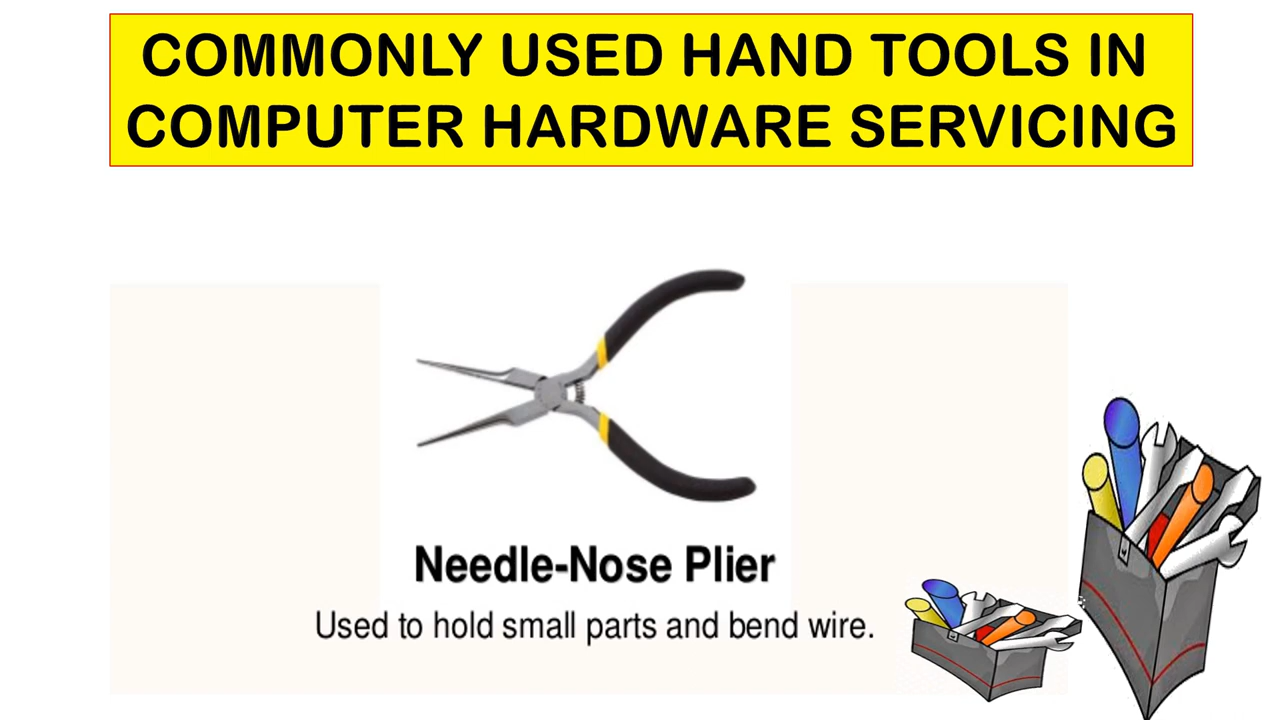 COMMONLY USED HAND TOOLS IN
COMPUTER HARDWARE SERVICING
Needle-Nose Plier
Used to hold small parts and bend wire.